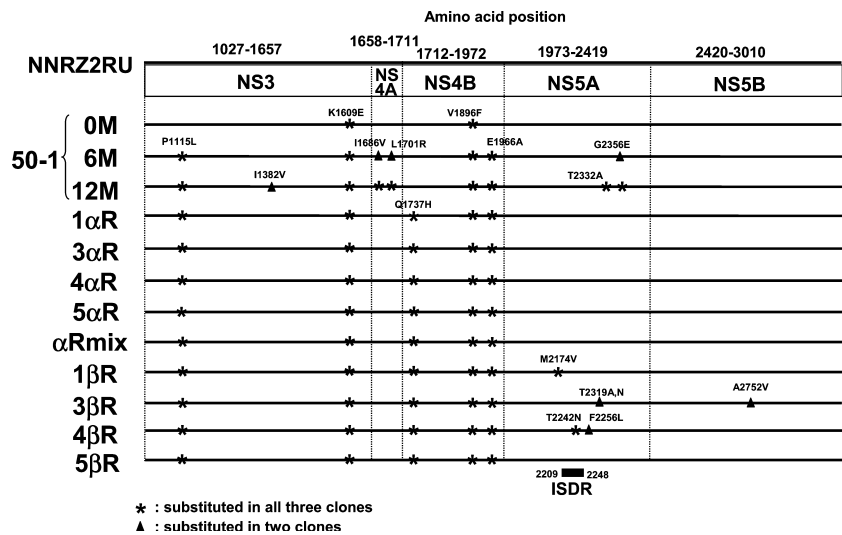 Amino acid position
1027-1657 1658-1711 1712-1972 1973-2419 2420-3010
NNRZ2RU NS3 NS4A NS4B NS5A NS5B
50-1
0M K1609E V1896F
6M P1115L I1686V L1701R E1966A G2356E
12M I1382V T2332A
1αR Q1737H
3αR
4αR
5αR
αRmix
1βR M2174V
3βR T2319A,N A2752V
4βR T2242N F2256L
5βR
2209 2248
ISDR
* : substituted in all three clones
▲ : substituted in two clones